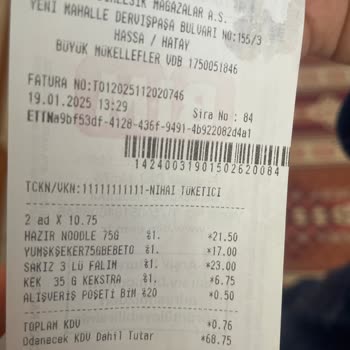 BİRLEŞİK MAĞAZALAR A.S.
YENİ MAHALLE DERVİŞPAŞA BULVARI NO:155/3
HASSA / HATAY
BÜYÜK MÜKELLEFLER VDB 1750051846
FATURA NO:T012025112020746
19.01.2025 13:29
Sıra No : 84
ETTN:a9bf53df-4128-436f-9491-4b922082d4a1
14240031901502620084
TCKN/VKN:11111111111-NİHAİ TÜKETİCİ
2 ad X 10.75
HAZIR NOODLE 75G %1. *21.50
YUMŞKŞEKER75GBEBETO %1. *17.00
SAKIZ 3 LÜ FALIM %1. *23.00
KEK 35 G KEKSTRA %1. *6.75
ALIŞVERİŞ POŞETİ BİM %20 *0.50
TOPLAM KDV *0.76
Ödenecek KDV Dahil Tutar *68.75